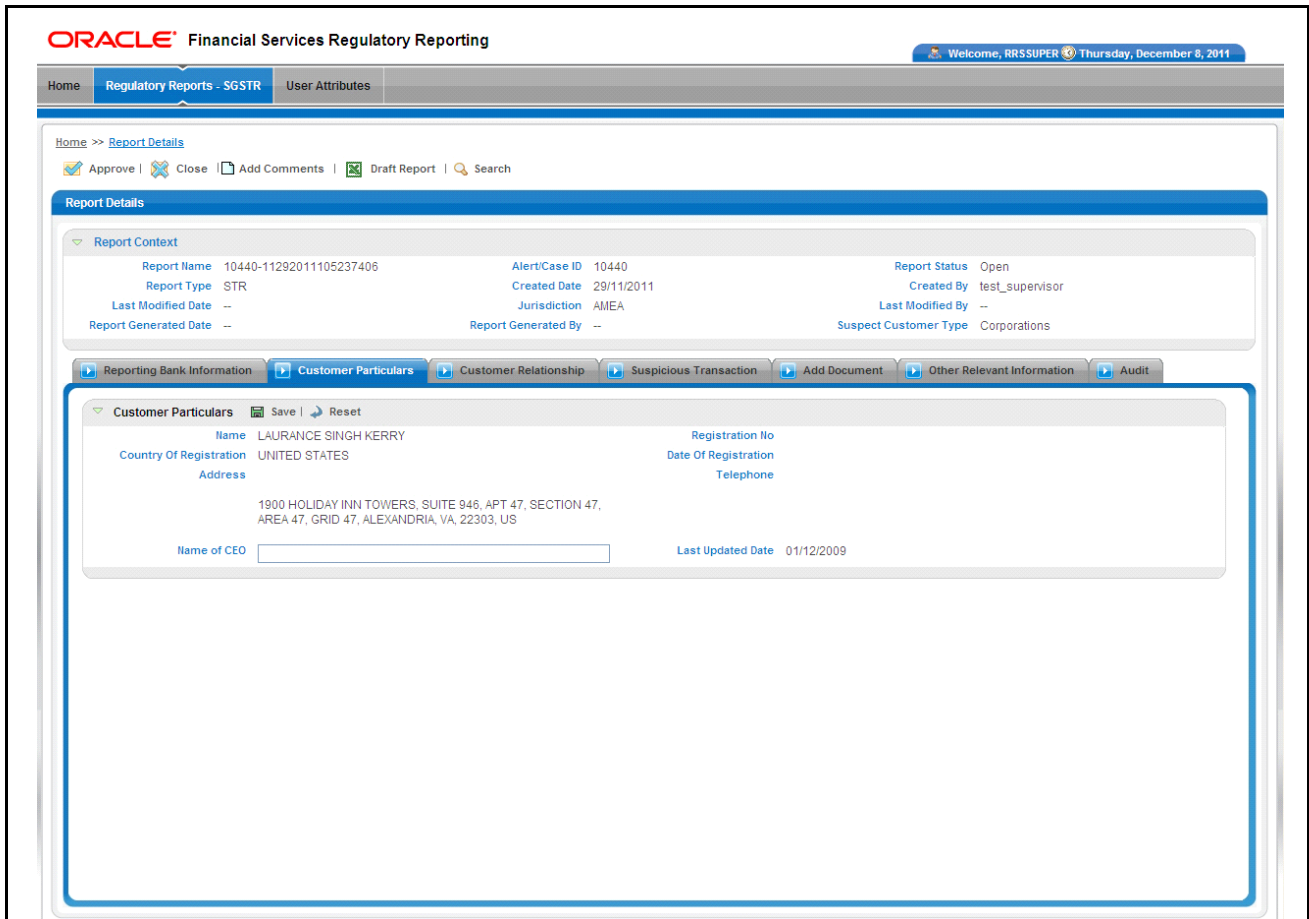 ORACLE® Financial Services Regulatory Reporting
Welcome, RRSSUPER Thursday, December 8, 2011
Home Regulatory Reports - SGSTR User Attributes
Home >> Report Details
Approve | Close | Add Comments | Draft Report | Search
Report Details
Report Context
Report Name 10440-11292011105237406 Alert/Case ID 10440 Report Status Open
Report Type STR Created Date 29/11/2011 Created By test_supervisor
Last Modified Date -- Jurisdiction AMEA Last Modified By --
Report Generated Date -- Report Generated By -- Suspect Customer Type Corporations
Reporting Bank Information Customer Particulars Customer Relationship Suspicious Transaction Add Document Other Relevant Information Audit
Customer Particulars Save | Reset
Name LAURANCE SINGH KERRY Registration No
Country Of Registration UNITED STATES Date Of Registration
Address Telephone
1900 HOLIDAY INN TOWERS, SUITE 946, APT 47, SECTION 47,
AREA 47, GRID 47, ALEXANDRIA, VA, 22303, US
Name of CEO Last Updated Date 01/12/2009